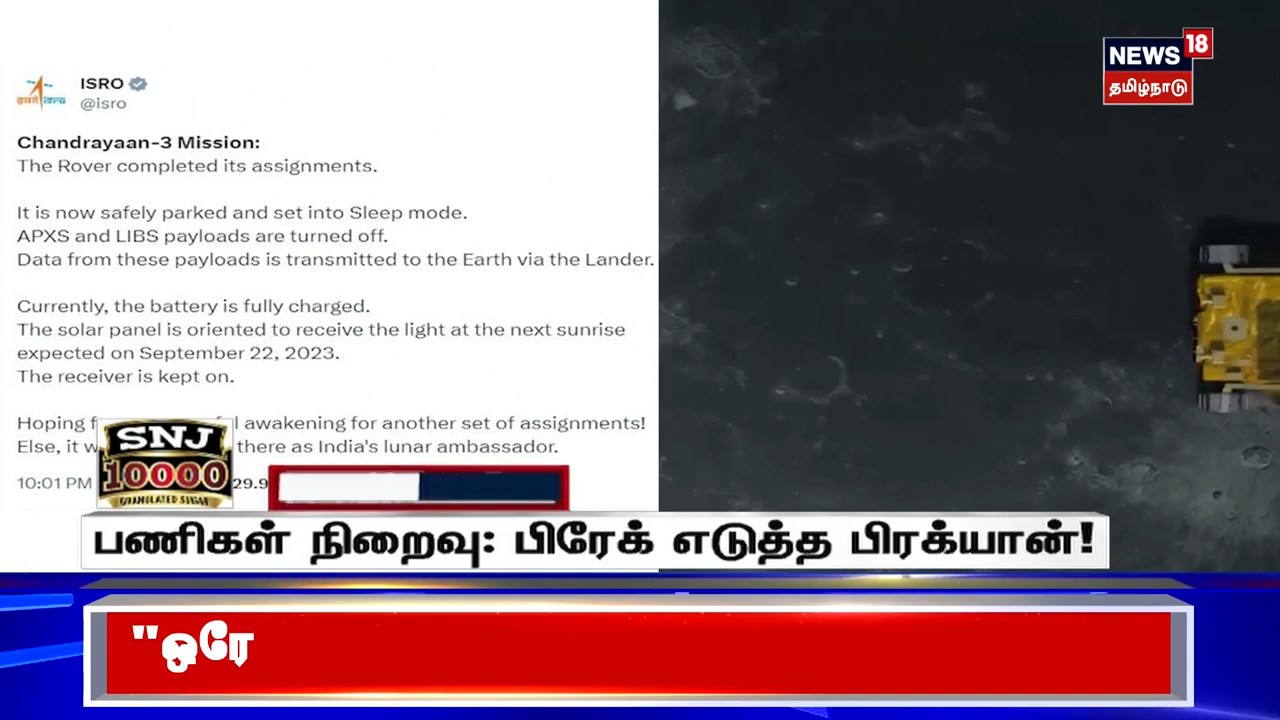 ISRO
@isro
Chandrayaan-3 Mission:
The Rover completed its assignments.
It is now safely parked and set into Sleep mode.
APXS and LIBS payloads are turned off.
Data from these payloads is transmitted to the Earth via the Lander.
Currently, the battery is fully charged.
The solar panel is oriented to receive the light at the next sunrise
expected on September 22, 2023.
The receiver is kept on.
Hoping awakening for another set of assignments!
Else, it there as India's lunar ambassador.
10:01 PM 29.9
NEWS 18
தமிழ்நாடு
SNJ
10000
GRANULATED SUGAR
பணிகள் நிறைவு: பிரேக் எடுத்த பிரக்யான்!
"ஒரே